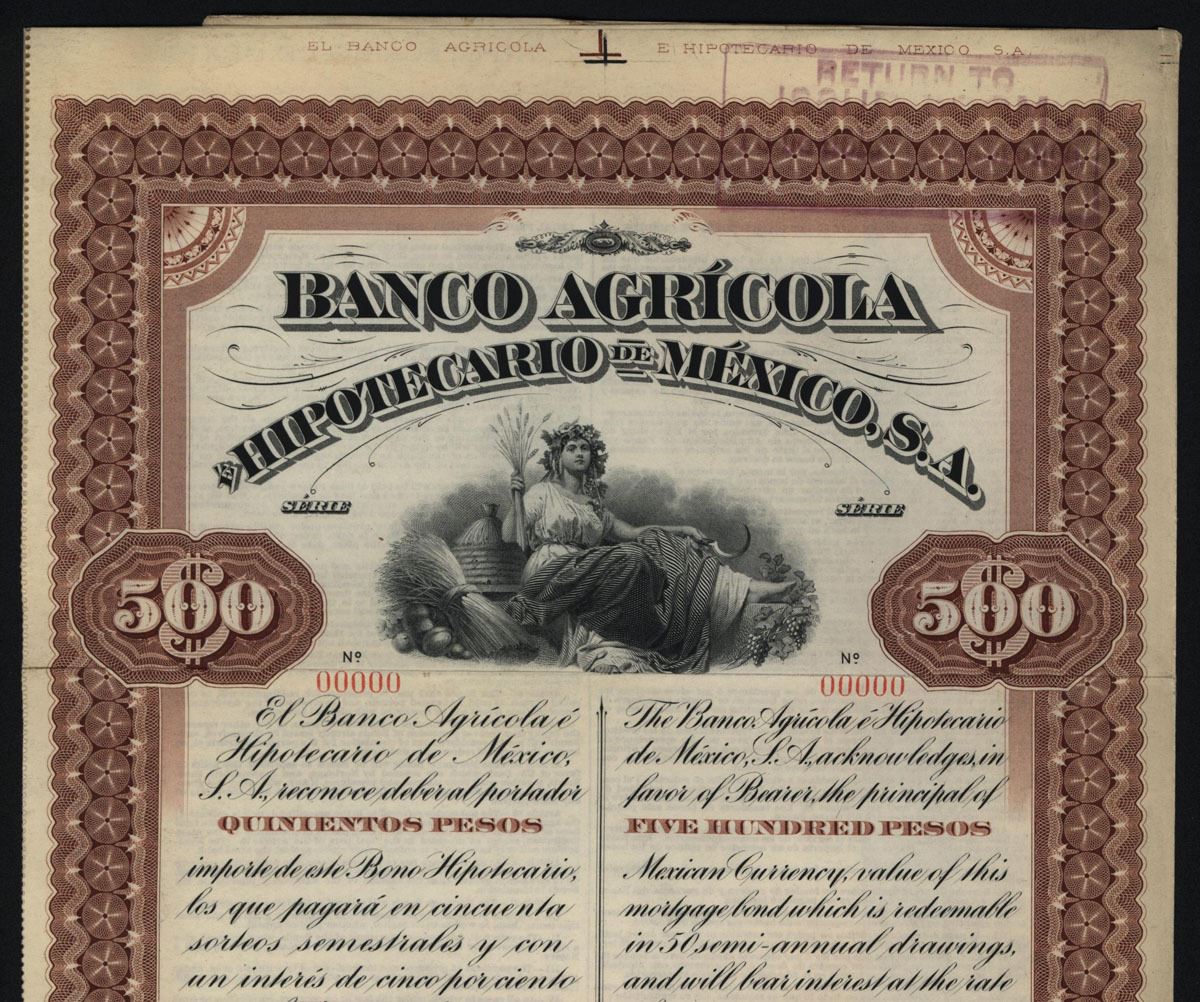 EL BANCO AGRICOLA E HIPOTECARIO DE MEXICO S.A.
RETURN TO
BANCO AGRÍCOLA
É HIPOTECARIO DE MÉXICO, S.A.
SÉRIE
SÉRIE
500
500
Nº
00000
Nº
00000
El Banco Agrícola é
Hipotecario de México,
S. A., reconoce deber al portador
QUINIENTOS PESOS
importe de este Bono Hipotecario,
los que pagará en cincuenta
sorteos semestrales y con
un interés de cinco por ciento
The Banco Agrícola é Hipotecario
de México, S. A., acknowledges, in
favor of Bearer, the principal of
FIVE HUNDRED PESOS
Mexican Currency, value of this
mortgage bond which is redeemable
in 50 semi-annual drawings,
and will bear interest at the rate